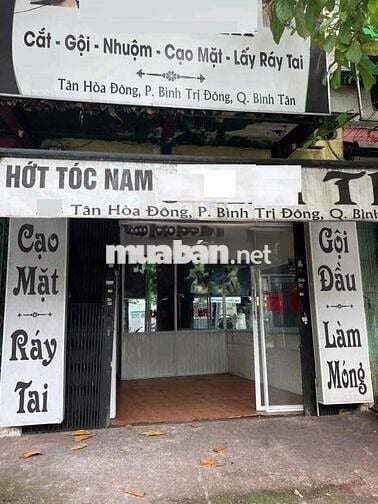 Cắt - Gội - Nhuộm - Cạo Mặt - Lấy Ráy Tai
Tân Hòa Đông, P. Bình Trị Đông, Q. Bình Tân
HỚT TÓC NAM
Tân Hòa Đông, P. Bình Trị Đông, Q. Bình
muaban.net
Cạo
Mặt
Ráy
Tai
Gội
Đầu
Làm
Móng